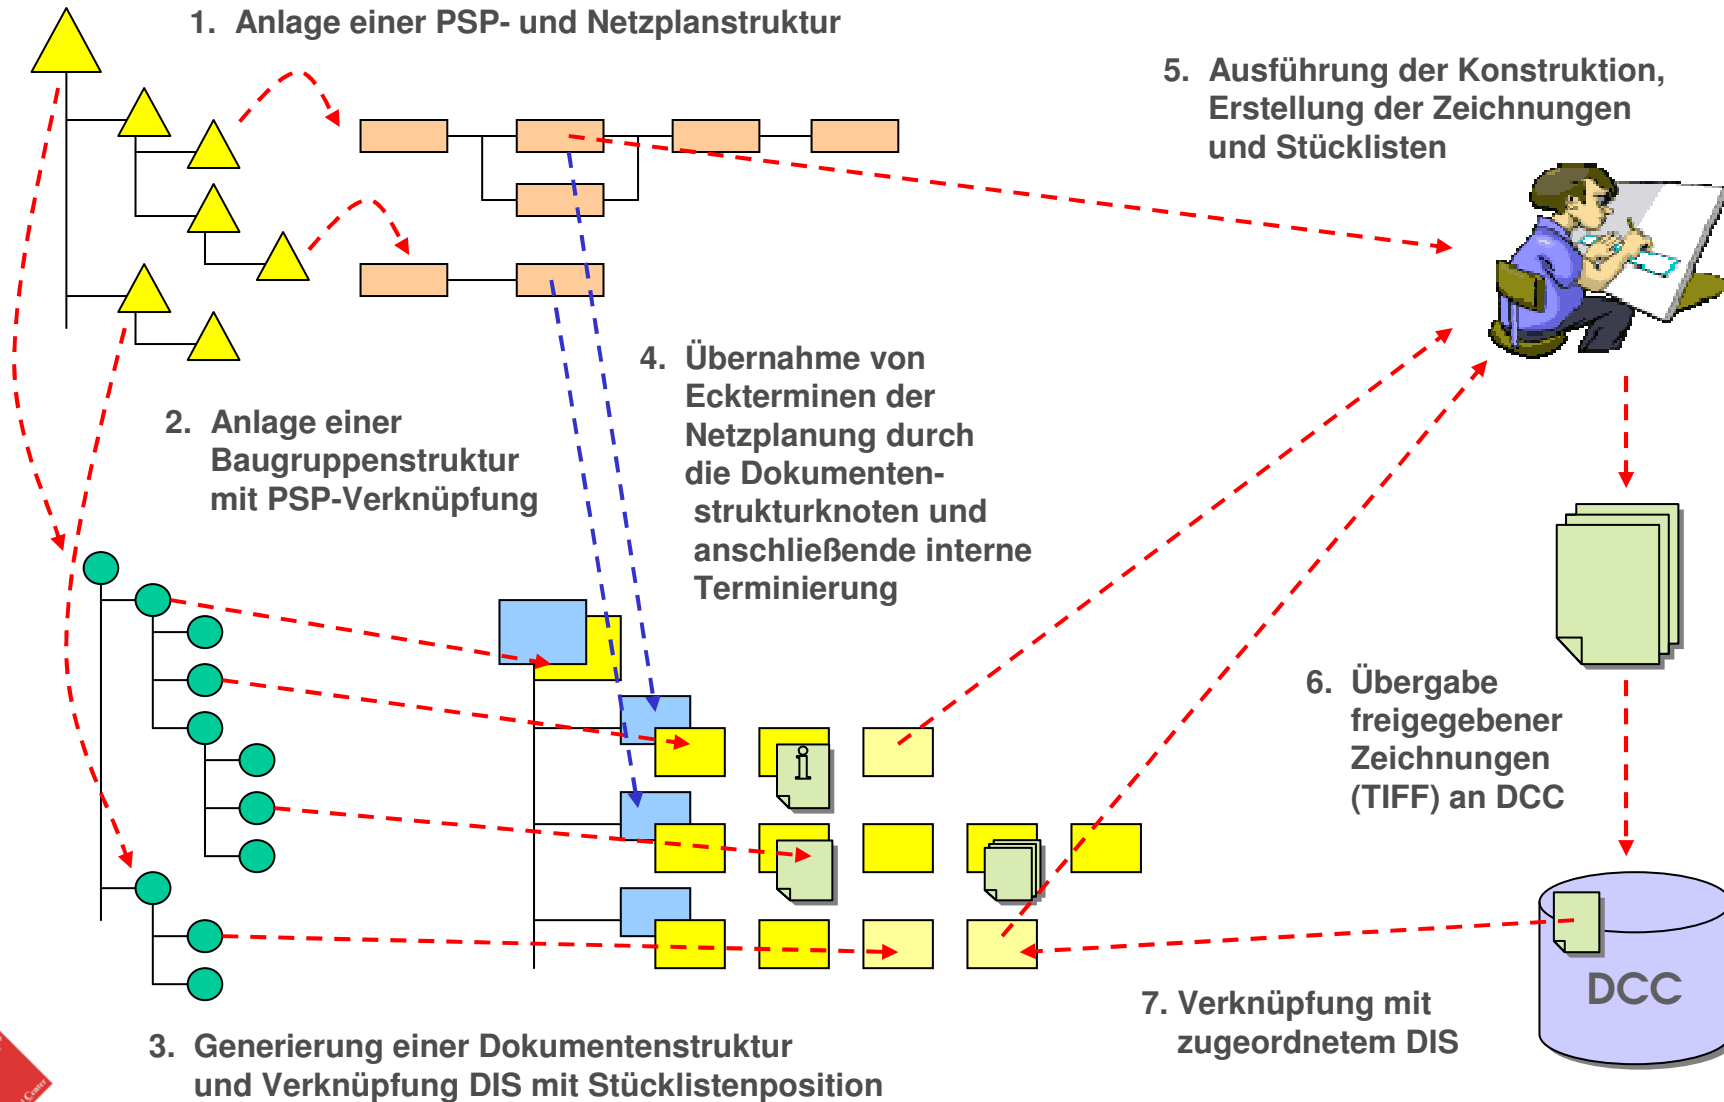 1. Anlage einer PSP- und Netzplanstruktur
5. Ausführung der Konstruktion,
Erstellung der Zeichnungen
und Stücklisten
2. Anlage einer
Baugruppenstruktur
mit PSP-Verknüpfung
4. Übernahme von
Eckterminen der
Netzplanung durch
die Dokumenten-
strukturknoten und
anschließende interne
Terminierung
6. Übergabe
freigegebener
Zeichnungen
(TIFF) an DCC
i
DCC
7. Verknüpfung mit
zugeordnetem DIS
3. Generierung einer Dokumentenstruktur
und Verknüpfung DIS mit Stücklistenposition
Center